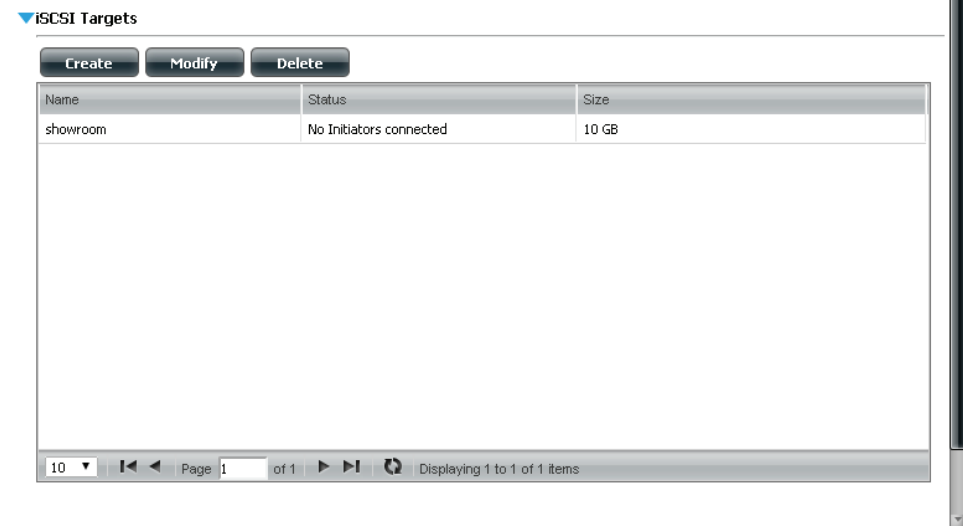 iSCSI Targets
Create Modify Delete
Name Status Size
showroom No Initiators connected 10 GB
10 Page 1 of 1 Displaying 1 to 1 of 1 items